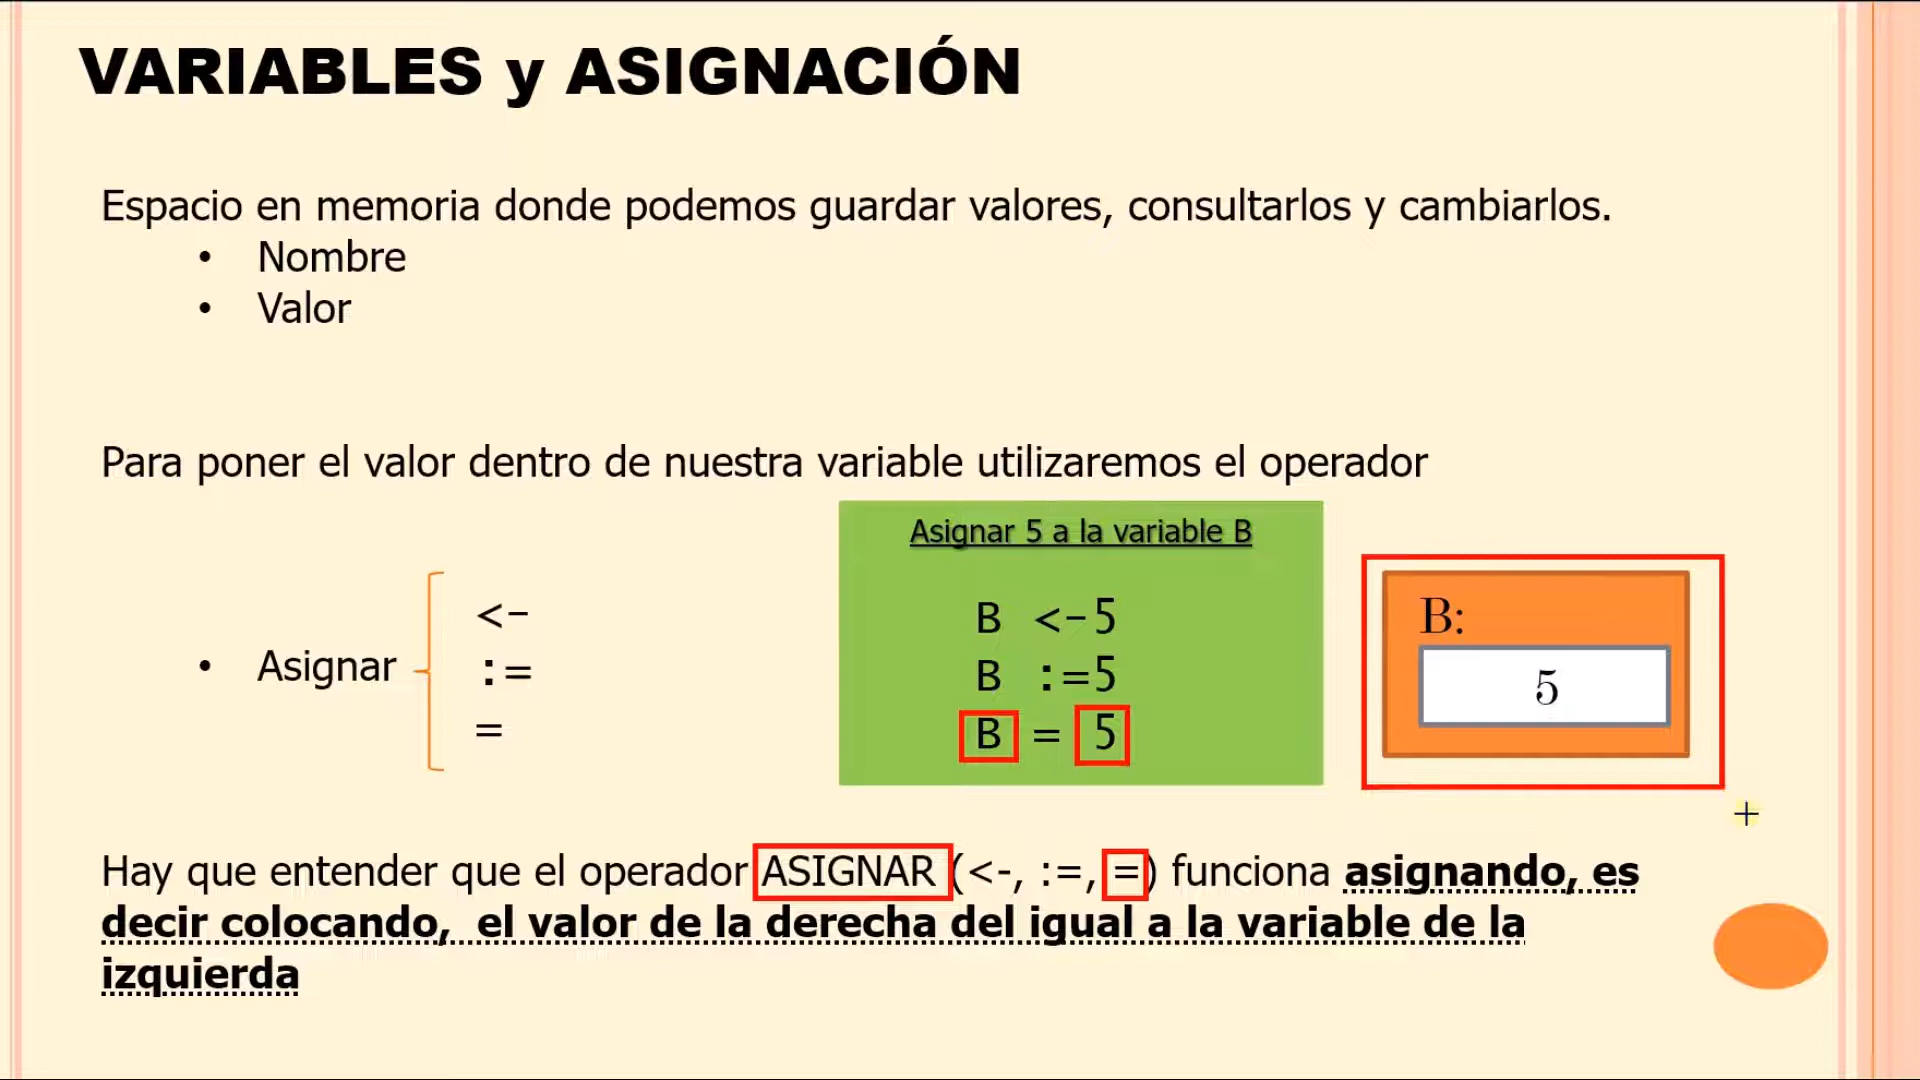 VARIABLES y ASIGNACIÓN
Espacio en memoria donde podemos guardar valores, consultarlos y cambiarlos.
• Nombre
• Valor
Para poner el valor dentro de nuestra variable utilizaremos el operador
• Asignar
<-
:=
=
Asignar 5 a la variable B
B <-5
B :=5
B = 5
B:
5
Hay que entender que el operador ASIGNAR (<-, :=, =) funciona asignando, es
decir colocando, el valor de la derecha del igual a la variable de la
izquierda